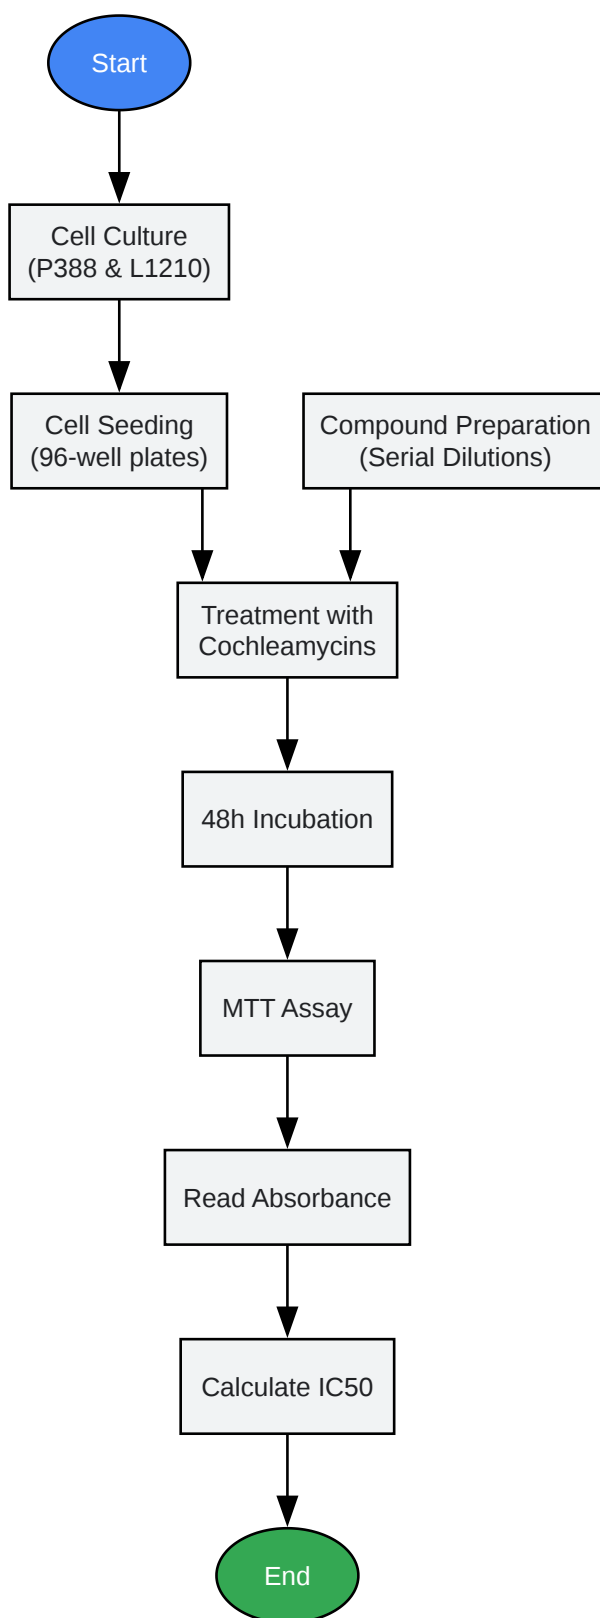 Start
Cell Culture
(P388 & L1210)
Cell Seeding
(96-well plates)
Compound Preparation
(Serial Dilutions)
Treatment with
Cochleamycins
48h Incubation
MTT Assay
Read Absorbance
Calculate IC50
End